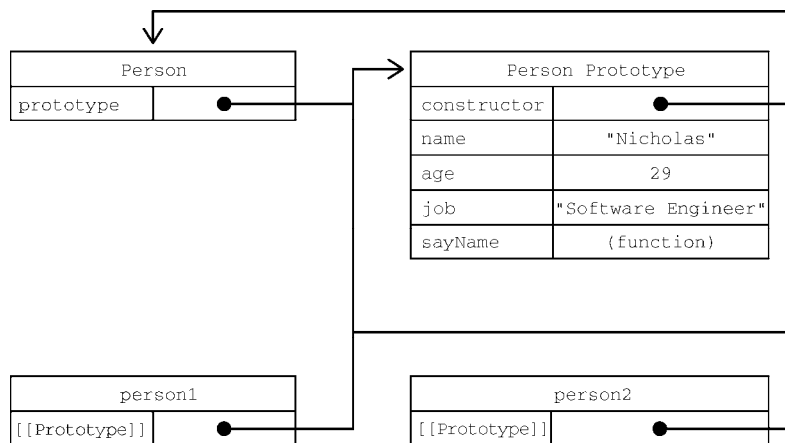 Person
prototype
Person Prototype
constructor
name "Nicholas"
age 29
job "Software Engineer"
sayName (function)
person1
[[Prototype]]
person2
[[Prototype]]